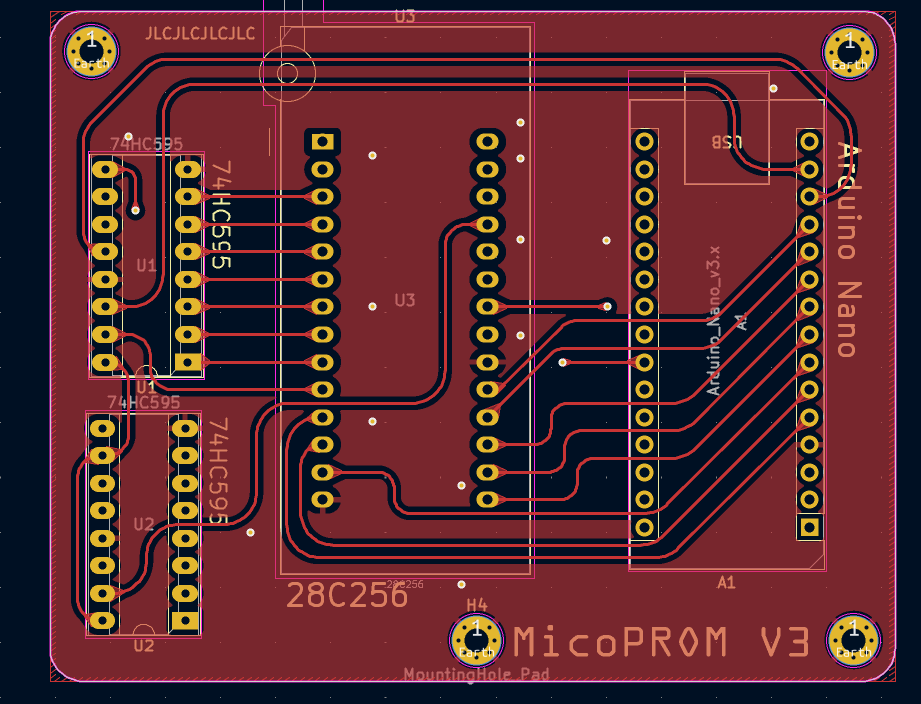 U3
JLCJLCJLCJLC
1
Earth
1
Earth
74HC595
74HC595
USB
Arduino Nano
U1
U3
Arduino_Nano_v3.x
A1
U1
74HC595
74HC595
U2
U2
28C256
28C256
A1
H4
1
Earth
MicoPROM V3
1
Earth
MountingHole_Pad